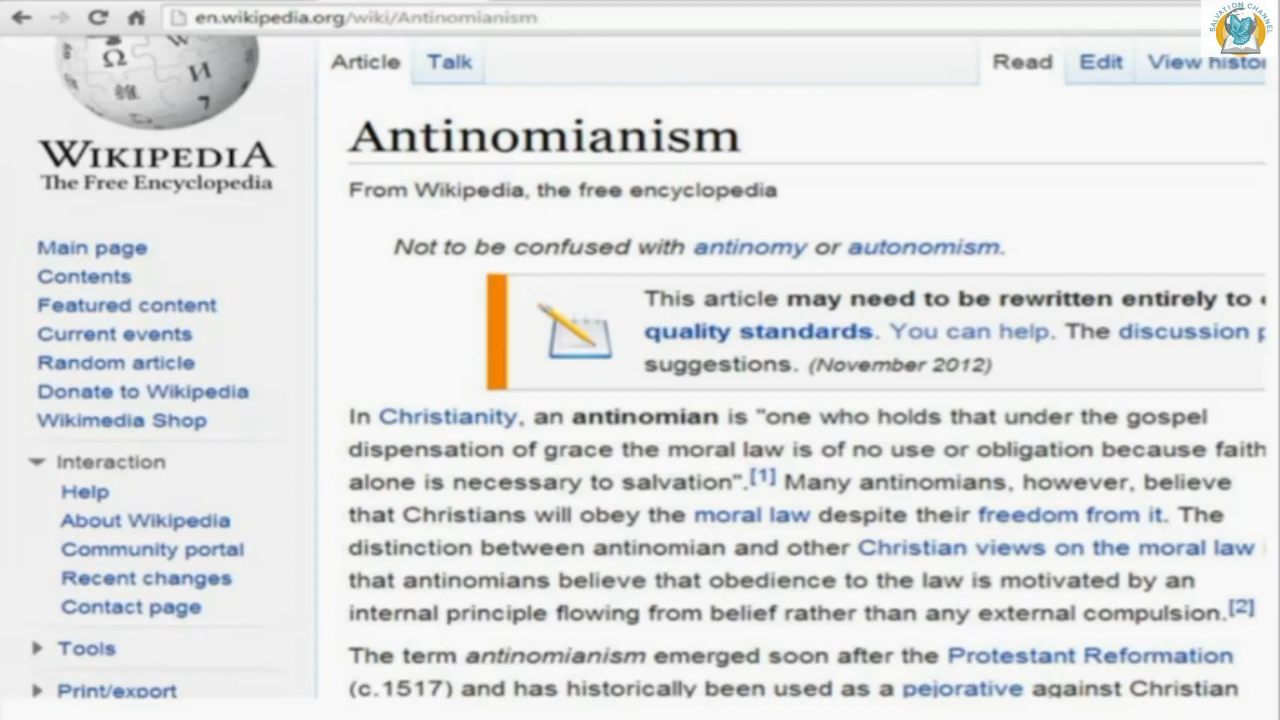 en.wikipedia.org/wiki/Antinomianism
SALVATION CHANNEL
Article Talk Read Edit View histo
WIKIPEDIA
The Free Encyclopedia
Main page
Contents
Featured content
Current events
Random article
Donate to Wikipedia
Wikimedia Shop
Interaction
Help
About Wikipedia
Community portal
Recent changes
Contact page
Tools
Print/export
Antinomianism
From Wikipedia, the free encyclopedia
Not to be confused with antinomy or autonomism.
This article may need to be rewritten entirely to
quality standards. You can help. The discussion
suggestions. (November 2012)
In Christianity, an antinomian is "one who holds that under the gospel
dispensation of grace the moral law is of no use or obligation because faith
alone is necessary to salvation".[1] Many antinomians, however, believe
that Christians will obey the moral law despite their freedom from it. The
distinction between antinomian and other Christian views on the moral law
that antinomians believe that obedience to the law is motivated by an
internal principle flowing from belief rather than any external compulsion.[2]
The term antinomianism emerged soon after the Protestant Reformation
(c.1517) and has historically been used as a pejorative against Christian